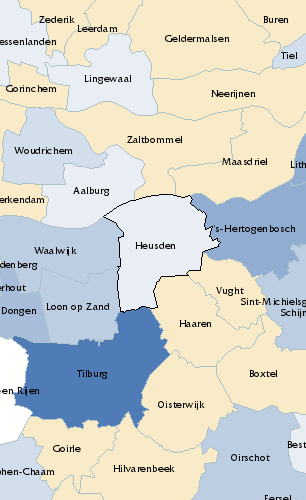 Zederik
Buren
Leerdam
Geldermalsen
essenlanden
Tiel
Lingewaal
Gorinchem
Neerijnen
Zaltbommel
Woudrichem
Maasdriel
Lith
Aalburg
erkendam
's-Hertogenbosch
Heusden
Waalwijk
denberg
erhout
Vught
Sint-Michielsg
Loon op Zand
Dongen
Schijn
Haaren
Tilburg
Boxtel
en Rijen
Oisterwijk
Best
Goirle
Oirschot
hen-Chaam
Hilvarenbeek
Eersel